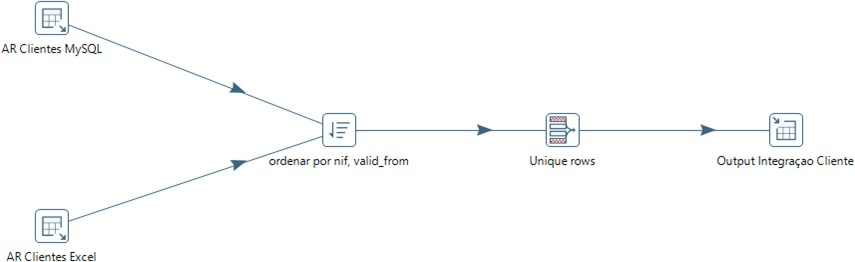 AR Clientes MySQL
ordenar por nif, valid_from
Unique rows
Output Integraçao Cliente
AR Clientes Excel